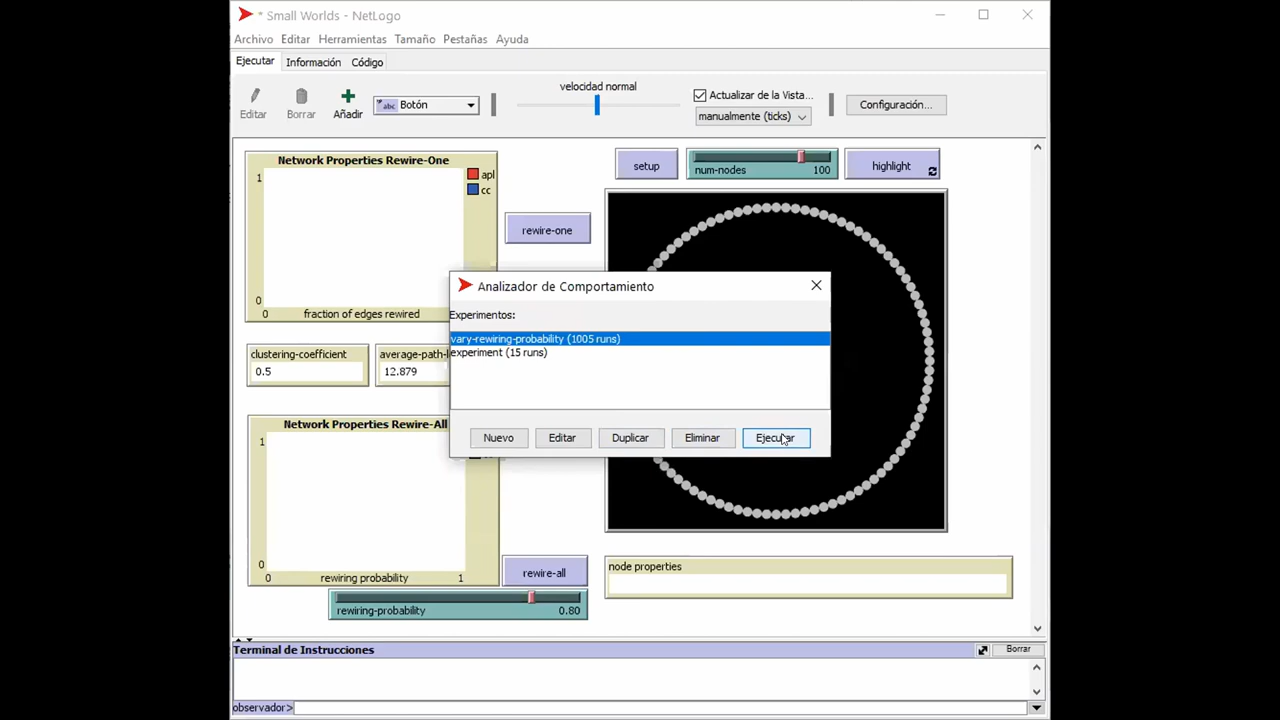 * Small Worlds - NetLogo
Archivo Editar Herramientas Tamaño Pestañas Ayuda
Ejecutar Información Código
Editar Borrar Añadir
abc Botón
velocidad normal
Actualizar de la Vista...
manualmente (ticks)
Configuración...
Network Properties Rewire-One
1
apl
cc
0
0 fraction of edges rewired
setup
num-nodes 100
highlight
rewire-one
Analizador de Comportamiento
Experimentos:
vary-rewiring-probability (1005 runs)
experiment (15 runs)
Nuevo Editar Duplicar Eliminar Ejecutar
clustering-coefficient
0.5
average-path-l
12.879
Network Properties Rewire-All
1
0
0 rewiring probability 1
rewire-all
rewiring-probability 0.80
node properties
Terminal de Instrucciones
Borrar
observador>